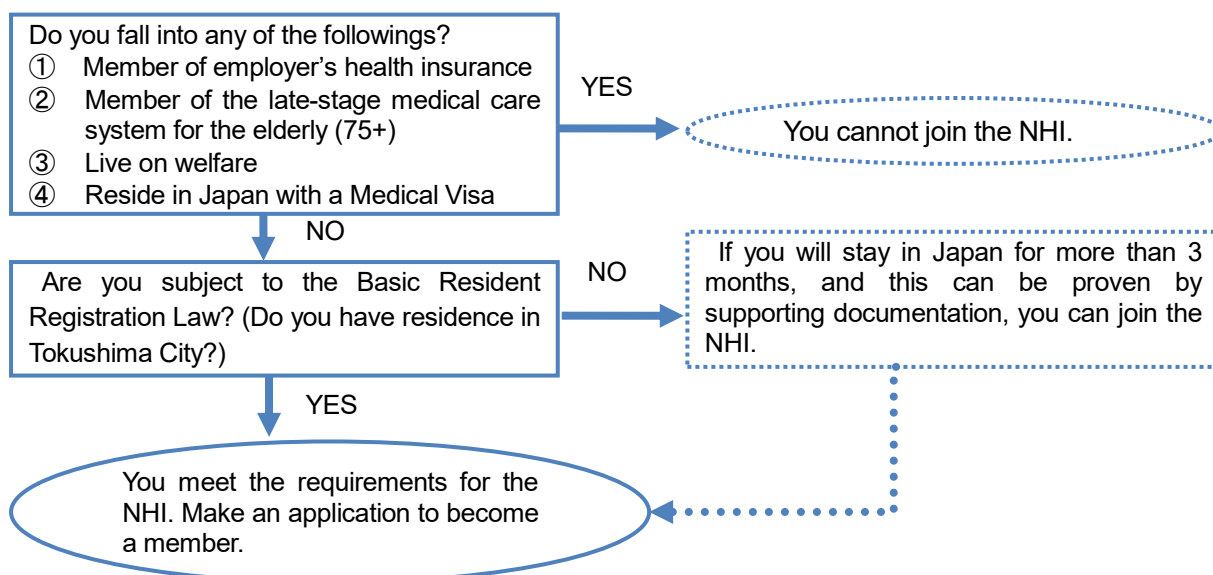 Do you fall into any of the followings?
① Member of employer's health insurance
② Member of the late-stage medical care
system for the elderly (75+)
③ Live on welfare
④ Reside in Japan with a Medical Visa
YES
You cannot join the NHI.
NO
Are you subject to the Basic Resident
Registration Law? (Do you have residence in
Tokushima City?)
NO
If you will stay in Japan for more than 3
months, and this can be proven by
supporting documentation, you can join the
NHI.
YES
You meet the requirements for the
NHI. Make an application to become
a member.